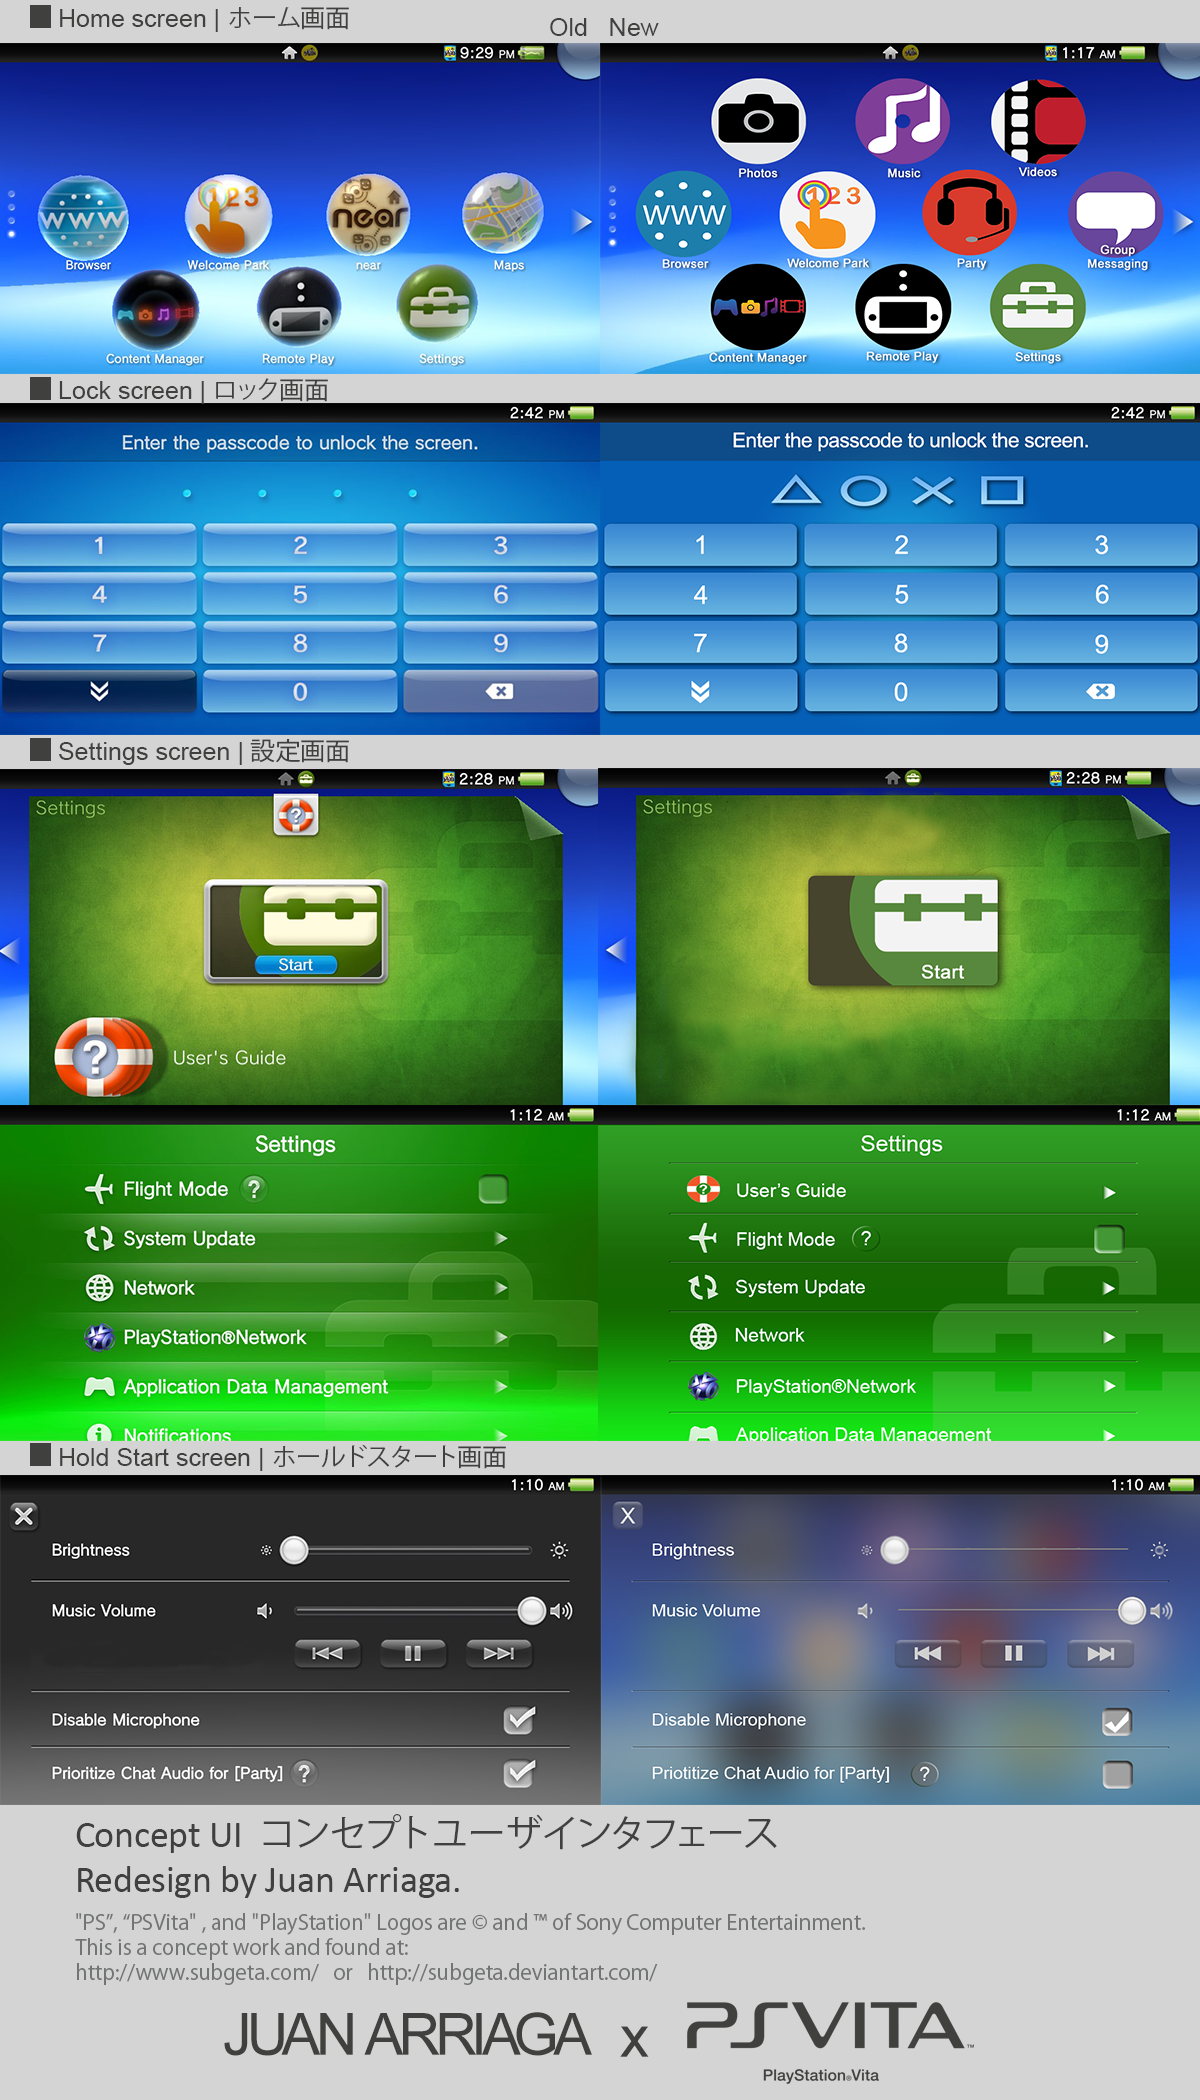 Home screen | ホーム画面
Old New
9:29 PM
1:17 AM
Photos
Music
Videos
www
1 2 3
near
Browser
Welcome Park
near
Maps
www
1 2 3
Browser
Welcome Park
Party
Group
Messaging
Content Manager
Remote Play
Settings
Content Manager
Remote Play
Settings
Lock screen | ロック画面
2:42 PM
2:42 PM
Enter the passcode to unlock the screen.
Enter the passcode to unlock the screen.
1 2 3
1 2 3
4 5 6
4 5 6
7 8 9
7 8 9
0
0
Settings screen | 設定画面
2:28 PM
2:28 PM
Settings
?
Settings
Start
Start
?
User's Guide
1:12 AM
1:12 AM
Settings
Flight Mode ?
System Update
Network
PlayStation®Network
Application Data Management
Notifications
Settings
User's Guide
Flight Mode ?
System Update
Network
PlayStation®Network
Application Data Management
Hold Start screen | ホールドスタート画面
1:10 AM
1:10 AM
Brightness
Music Volume
Disable Microphone
Prioritize Chat Audio for [Party] ?
X
Brightness
Music Volume
Disable Microphone
Priotitize Chat Audio for [Party] ?
Concept UI コンセプトユーザインタフェース
Redesign by Juan Arriaga.
"PS", “PSVita" , and "PlayStation" Logos are © and ™ of Sony Computer Entertainment.
This is a concept work and found at:
http://www.subgeta.com/ or http://subgeta.deviantart.com/
JUAN ARRIAGA x PSVITA™
PlayStation®Vita